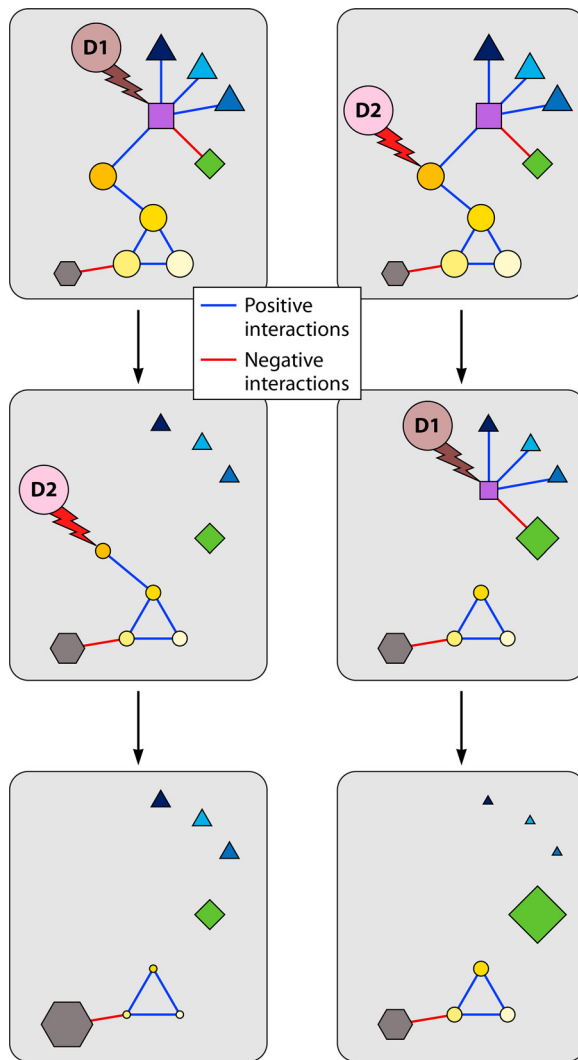 D1
D2
Positive
interactions
Negative
interactions
D2
D1